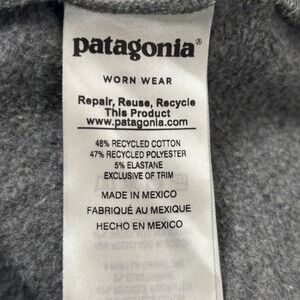 patagonia®
WORN WEAR
Repair, Reuse, Recycle
This Product
www.patagonia.com
48% RECYCLED COTTON
47% RECYCLED POLYESTER
5% ELASTANE
EXCLUSIVE OF TRIM
MADE IN MEXICO
FABRIQUÉ AU MEXIQUE
HECHO EN MEXICO